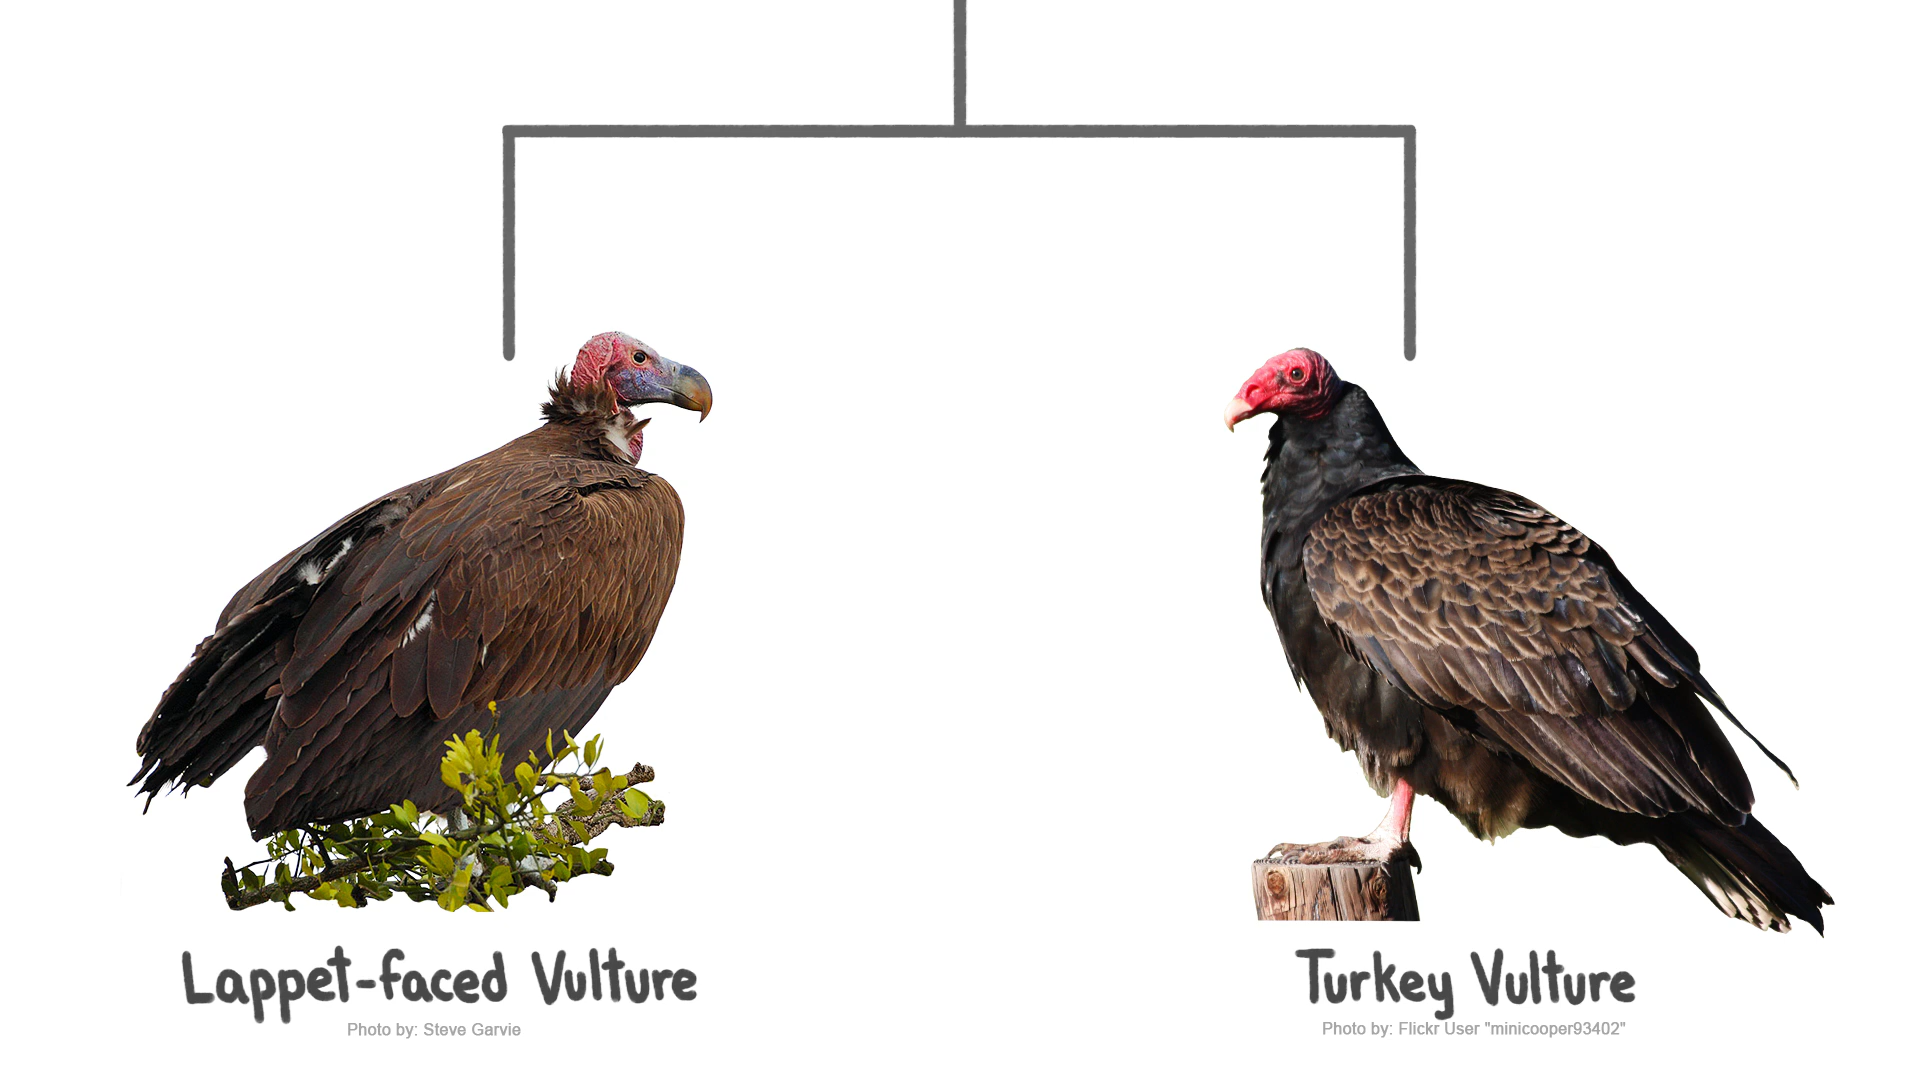 Lappet-faced Vulture
Photo by: Steve Garvie
Turkey Vulture
Photo by: Flickr User "minicooper93402"